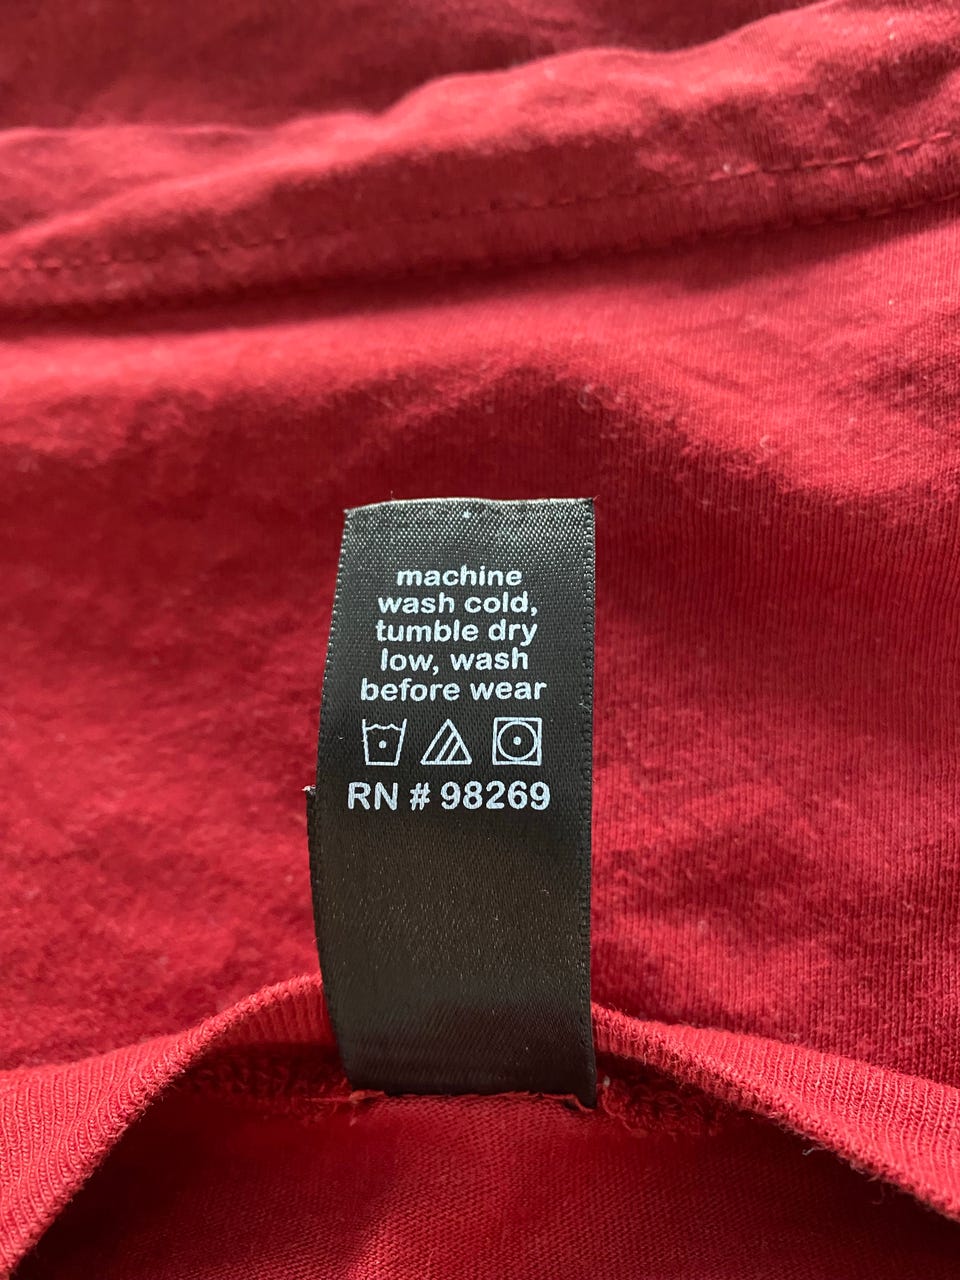 machine
wash cold,
tumble dry
low, wash
before wear
RN # 98269